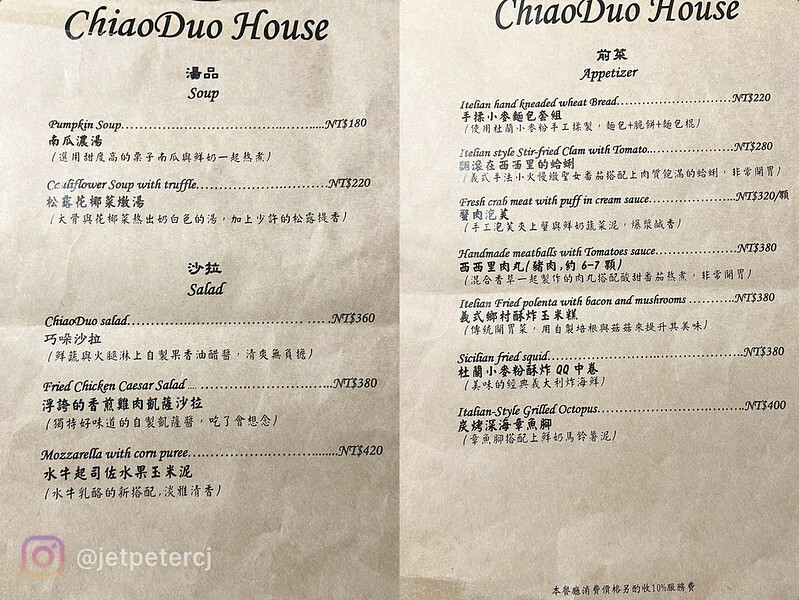 ChiaoDuo House
湯品
Soup
Pumpkin Soup.......................................NT$180
南瓜濃湯
(選用甜度高的栗子南瓜與鮮奶一起熬煮)
Cauliflower Soup with truffle.........................NT$220
松露花椰菜燉湯
(大骨與花椰菜熬出奶白色的湯，加上少許的松露提香)
沙拉
Salad
ChiaoDuo salad.......................................NT$360
巧哚沙拉
(鮮蔬與火腿淋上自製果香油醋醬，清爽無負擔)
Fried Chicken Caesar Salad .... .........................NT$380
浮誇的香煎雞肉凱薩沙拉
(獨特好味道的自製凱薩醬，吃了會想念)
Mozzarella with corn puree...........................NT$420
水牛起司佐水果玉米泥
(水牛乳酪的新搭配,淡雅清香)
@jetpetercj
ChiaoDuo House
前菜
Appetizer
Itelian hand kneaded wheat Bread.......................NT$220
手揉小麥麵包套組
(使用杜蘭小麥粉手工揉製，麵包+脆餅+麵包棍)
Itelian style Stir-fried Clam with Tomato.................NT$280
翻滾在西西里的蛤蜊
(義式手法小火慢燉聖女番茄搭配上肉質飽滿的蛤蜊，非常開胃)
Fresh crab meat with puff in cream sauce.................NT$320/顆
蟹肉泡芙
(手工泡芙夾上蟹與鮮奶蔬菜泥，爆漿鹹香)
Handmade meatballs with Tomatoes sauce.................NT$380
西西里肉丸(豬肉,約 6-7 顆)
(混合香草一起製作的肉丸搭配酸甜番茄熬煮，非常開胃)
Itelian Fried polenta with bacon and mushrooms ............NT$380
義式鄉村酥炸玉米糕
(傳統開胃菜，用自製培根與菇菇來提升其美味)
Sicilian fried squid...................................NT$380
杜蘭小麥粉酥炸 QQ 中卷
(美味的經典義大利炸海鮮)
Italian-Style Grilled Octopus...........................NT$400
炭烤深海章魚腳
(章魚腳搭配上鮮奶馬鈴薯泥)
本餐廳消費價格另酌收10%服務費